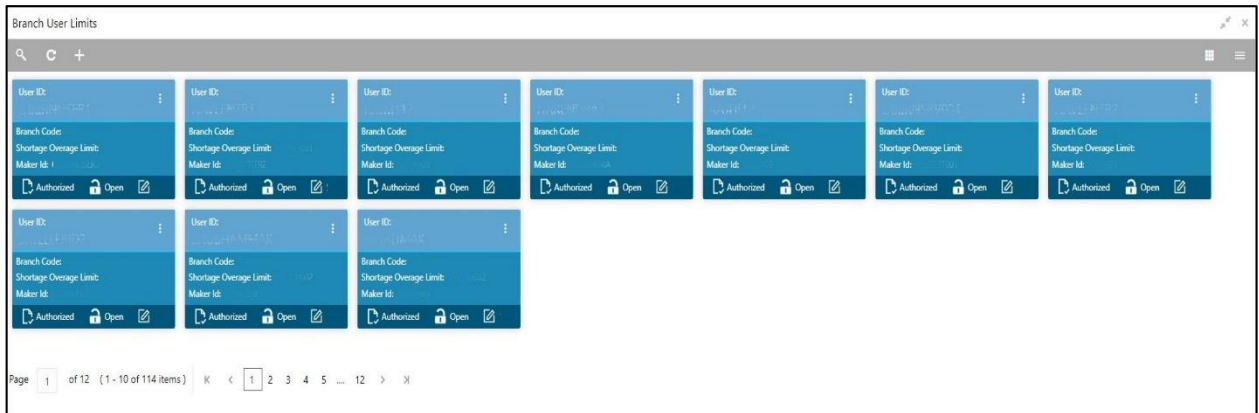 Branch User Limits
User ID: User ID: User ID: User ID: User ID: User ID: User ID:
Branch Code: Branch Code: Branch Code: Branch Code: Branch Code: Branch Code: Branch Code:
Shortage Overage Limit: Shortage Overage Limit: Shortage Overage Limit: Shortage Overage Limit: Shortage Overage Limit: Shortage Overage Limit: Shortage Overage Limit:
Maker Id: Maker Id: Maker Id: Maker Id: Maker Id: Maker Id: Maker Id:
Authorized Open Authorized Open Authorized Open Authorized Open Authorized Open Authorized Open Authorized Open
User ID: User ID: User ID:
Branch Code: Branch Code: Branch Code:
Shortage Overage Limit: Shortage Overage Limit: Shortage Overage Limit:
Maker Id: Maker Id: Maker Id:
Authorized Open Authorized Open Authorized Open
Page 1 of 12 ( 1 - 10 of 114 items ) 1 2 3 4 5 ... 12